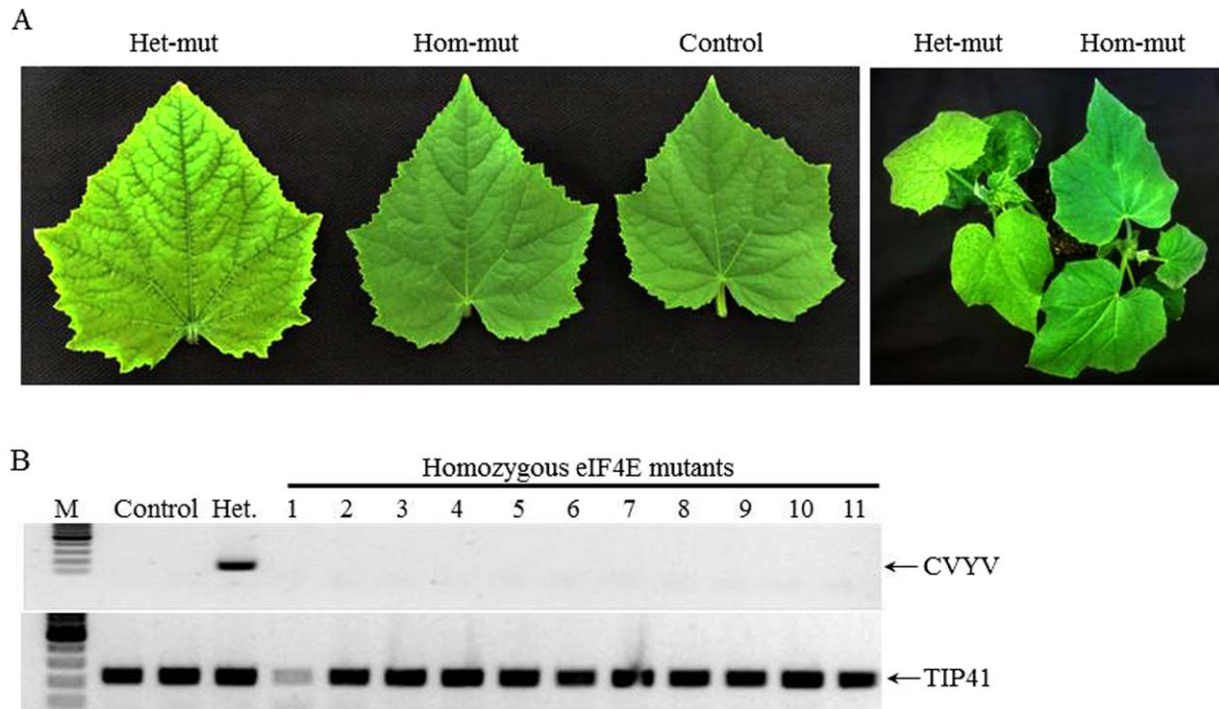 A
Het-mut Hom-mut Control Het-mut Hom-mut
B
Homozygous eIF4E mutants
M Control Het. 1 2 3 4 5 6 7 8 9 10 11
CVYV
TIP41